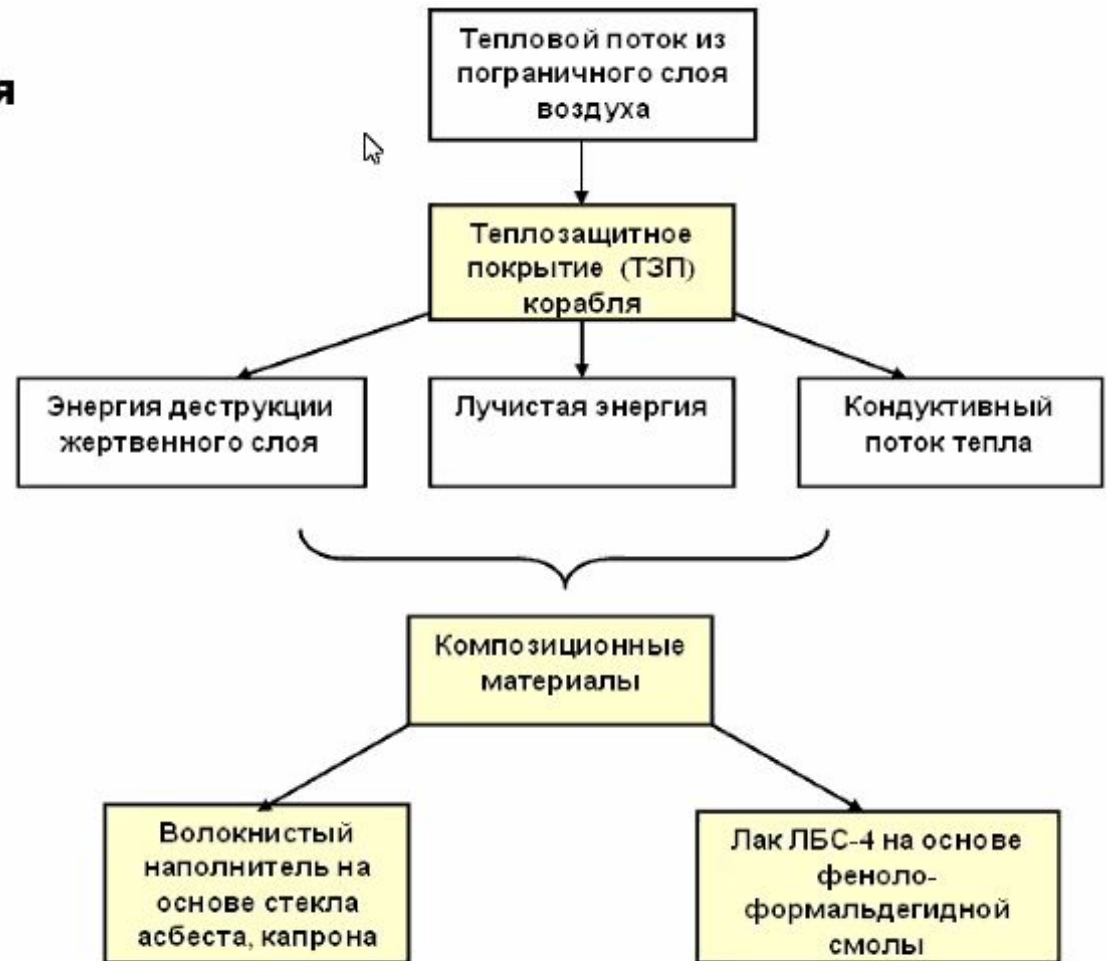 я
Тепловой поток из
пограничного слоя
воздуха
Теплозащитное
покрытие (ТЗП)
корабля
Энергия деструкции
жертвенного слоя
Лучистая энергия
Кондуктивный
поток тепла
Композиционные
материалы
Волокнистый
наполнитель на
основе стекла
асбеста, капрона
Лак ЛБС-4 на основе
феноло-
формальдегидной
смолы